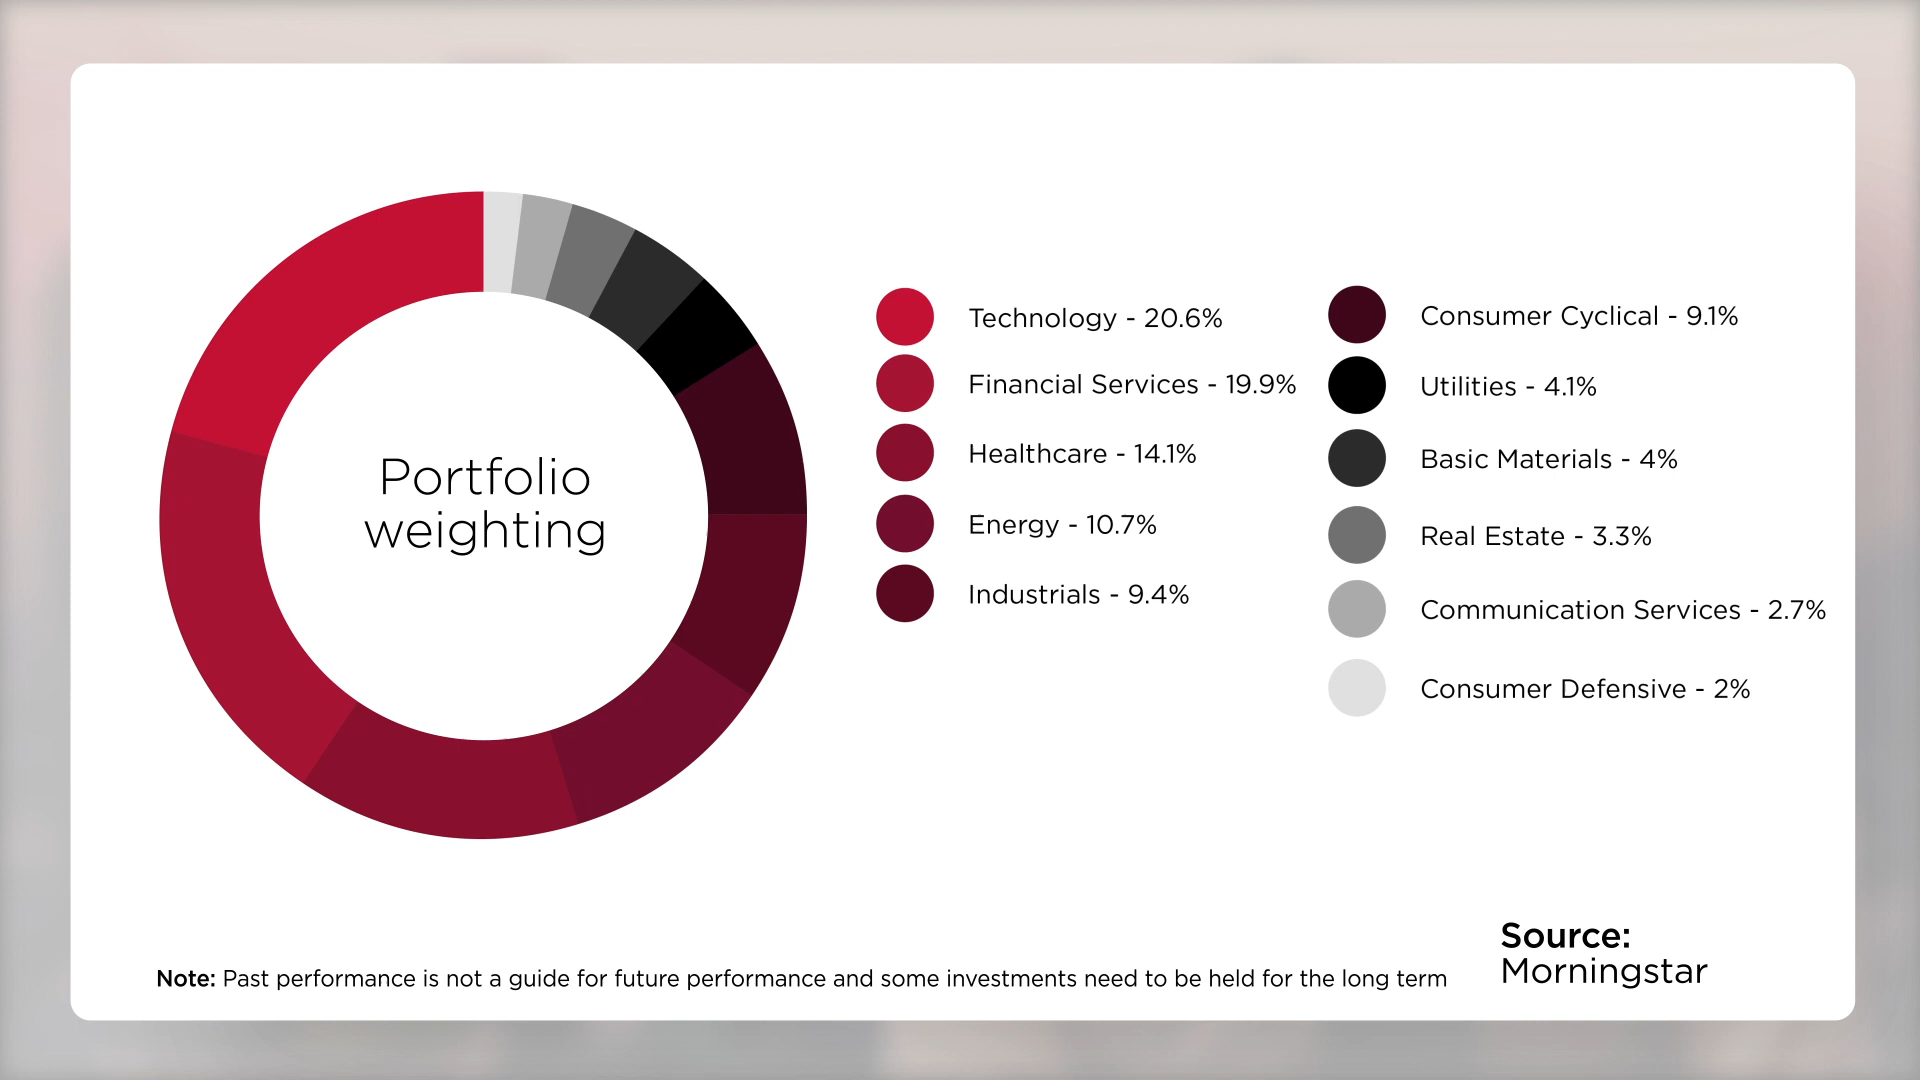 Portfolio
weighting
Technology - 20.6%
Financial Services - 19.9%
Healthcare - 14.1%
Energy - 10.7%
Industrials - 9.4%
Consumer Cyclical - 9.1%
Utilities - 4.1%
Basic Materials - 4%
Real Estate - 3.3%
Communication Services - 2.7%
Consumer Defensive - 2%
Note: Past performance is not a guide for future performance and some investments need to be held for the long term
Source:
Morningstar